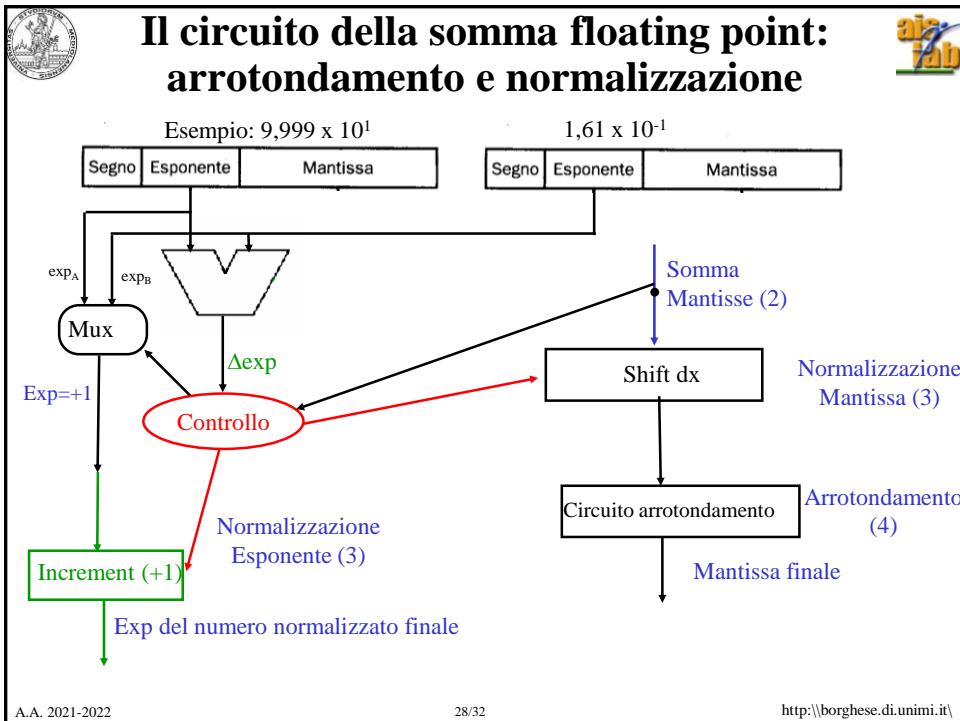 Il circuito della somma floating point:
arrotondamento e normalizzazione
Esempio: 9,999 x 10¹
1,61 x 10⁻¹
Segno Esponente Mantissa
Segno Esponente Mantissa
exp_A
exp_B
Somma
Mantisse (2)
Mux
Δexp
Shift dx
Normalizzazione
Mantissa (3)
Exp=+1
Controllo
Circuito arrotondamento
Arrotondamento
(4)
Normalizzazione
Esponente (3)
Increment (+1)
Mantissa finale
Exp del numero normalizzato finale
A.A. 2021-2022
28/32
http:\\borghese.di.unimi.it\